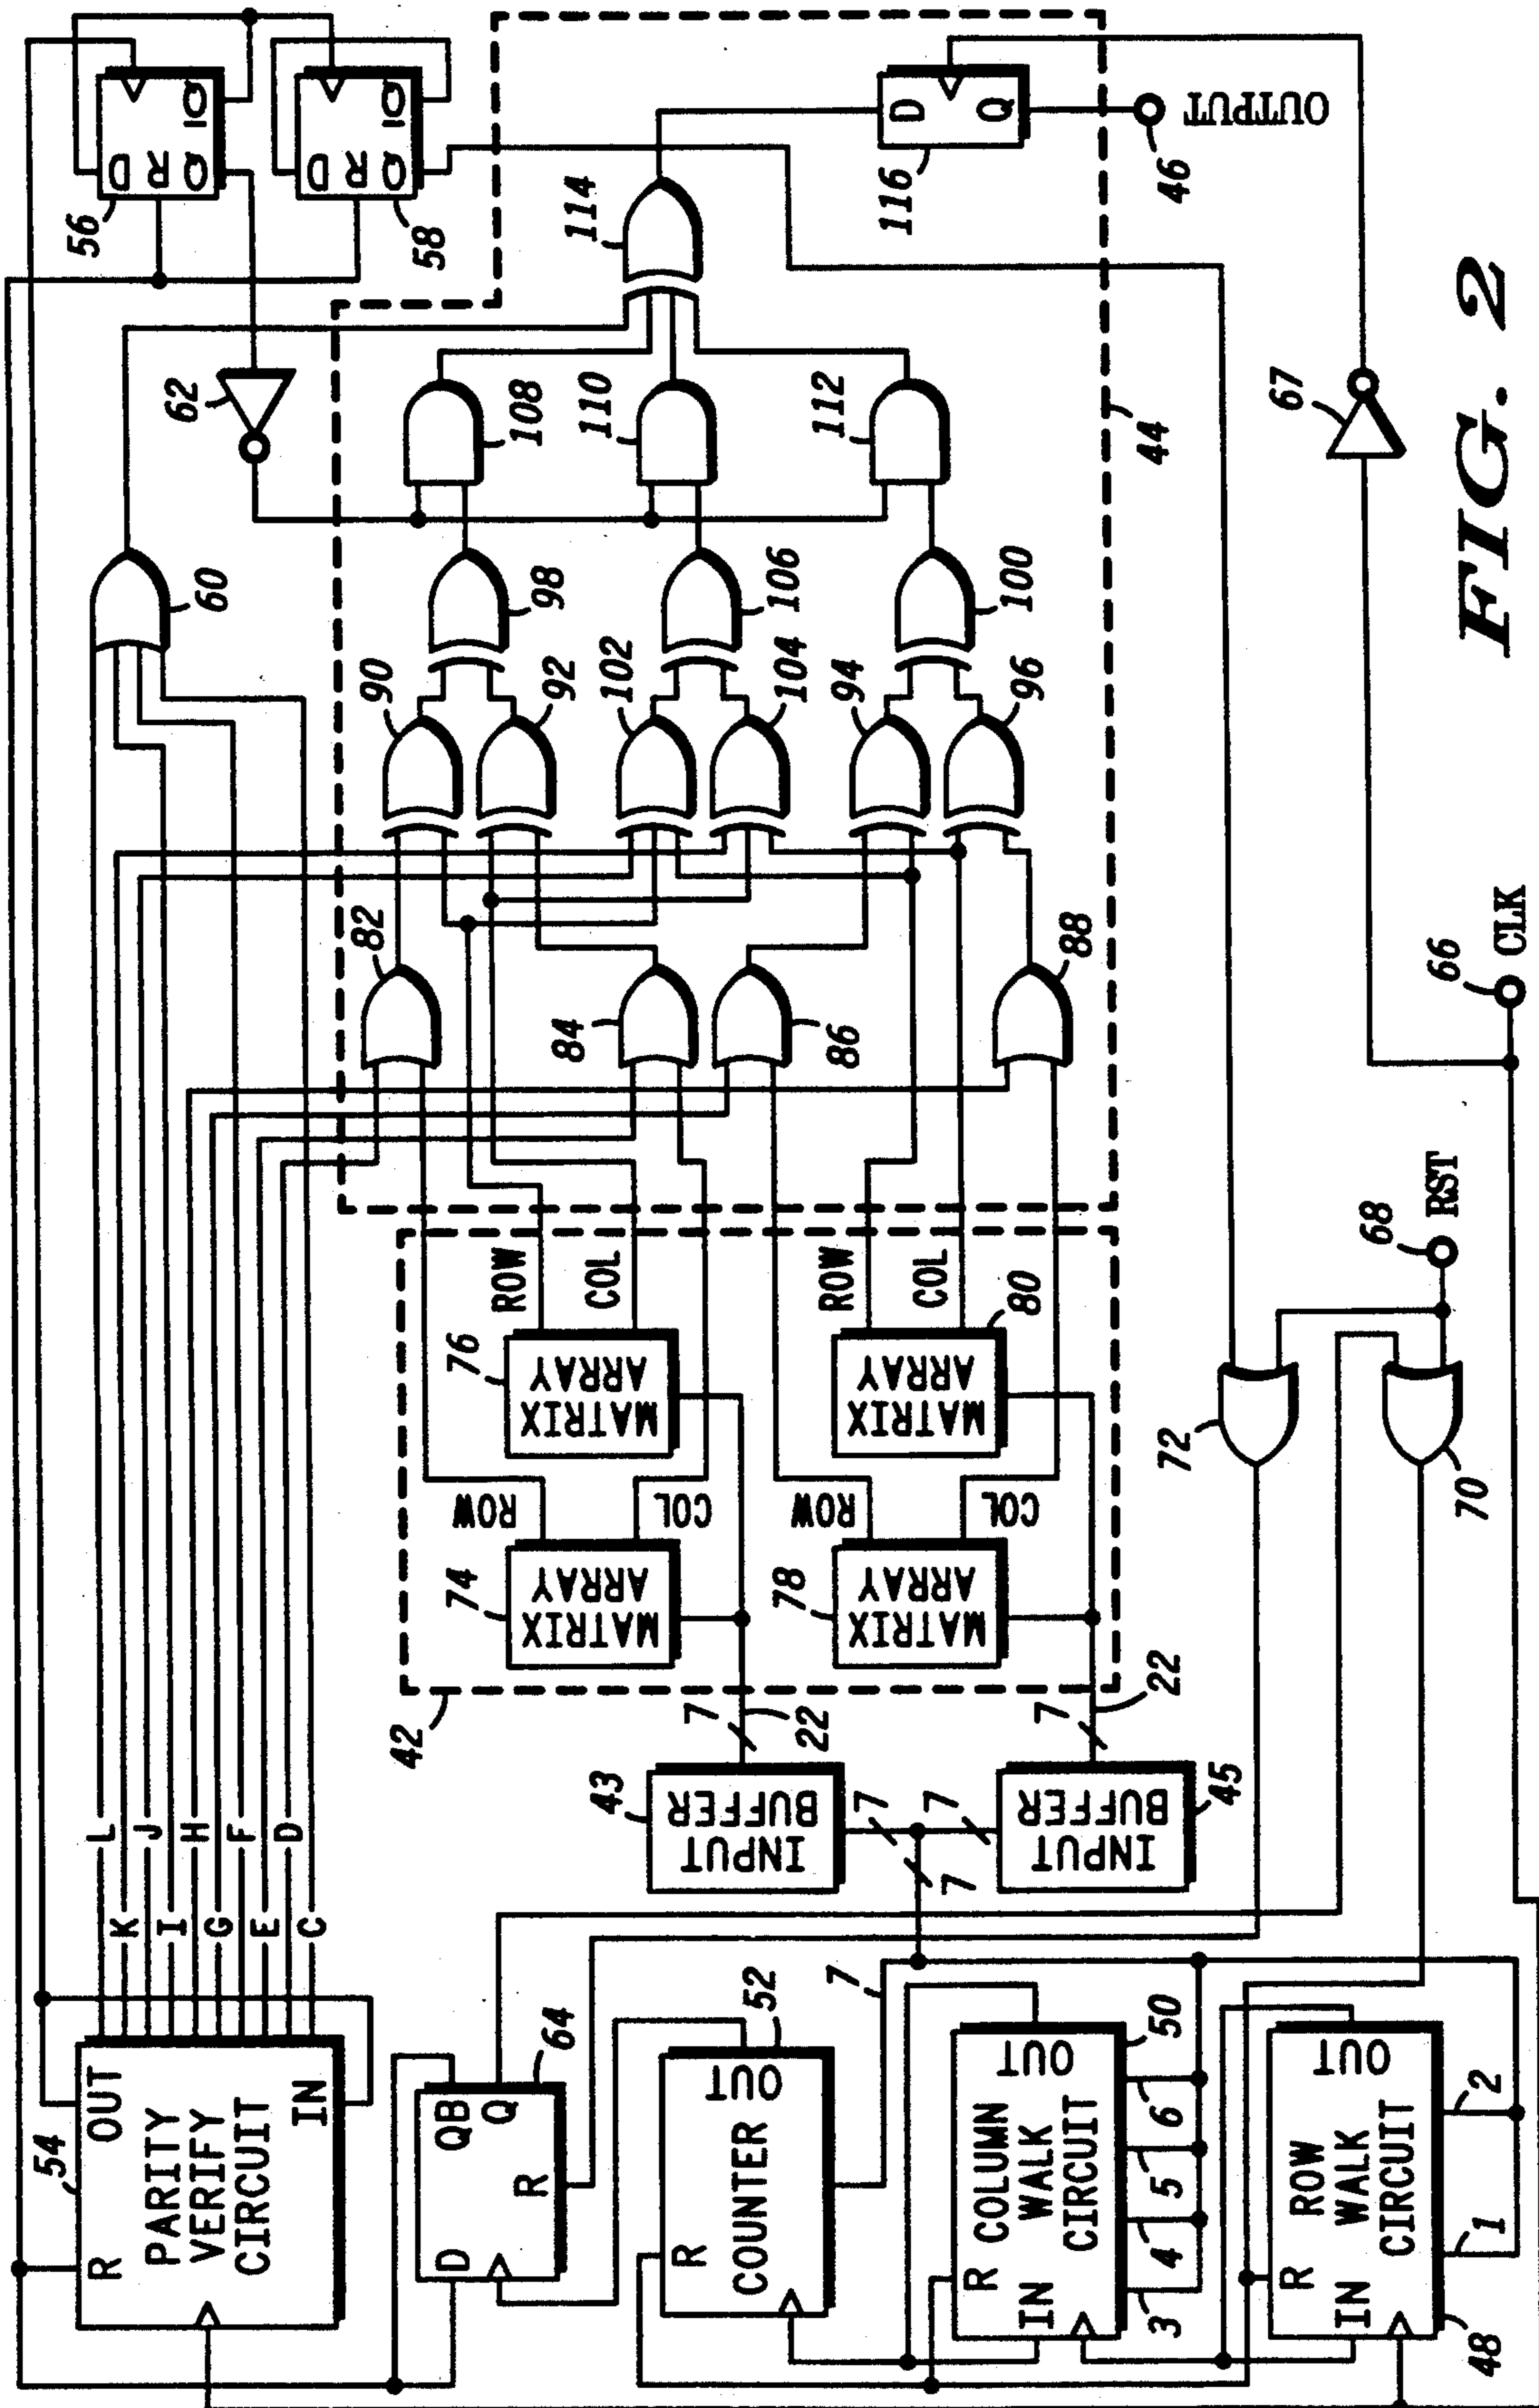 54
OUT
PARITY
VERIFY
CIRCUIT
R
IN
L
K
J
I
H
G
F
E
D
C
60
62
56
D
R
Q
Q
58
D
R
Q
Q
QB
Q
64
D
R
52
OUT
COUNTER
R
7
50
OUT
COLUMN
WALK
CIRCUIT
R
IN
3
4
5
6
OUT
ROW
WALK
CIRCUIT
R
IN
48
1
2
43
INPUT
BUFFER
7
7
7
INPUT
BUFFER
45
7
22
7
22
42
74
MATRIX
ARRAY
ROW
COL
76
MATRIX
ARRAY
ROW
COL
78
MATRIX
ARRAY
ROW
COL
MATRIX
ARRAY
80
ROW
COL
82
84
86
88
90
92
102
104
94
96
98
106
100
108
110
112
114
116
D
Q
46
OUTPUT
44
72
70
68
RST
66
CLK
67
FIG. 2